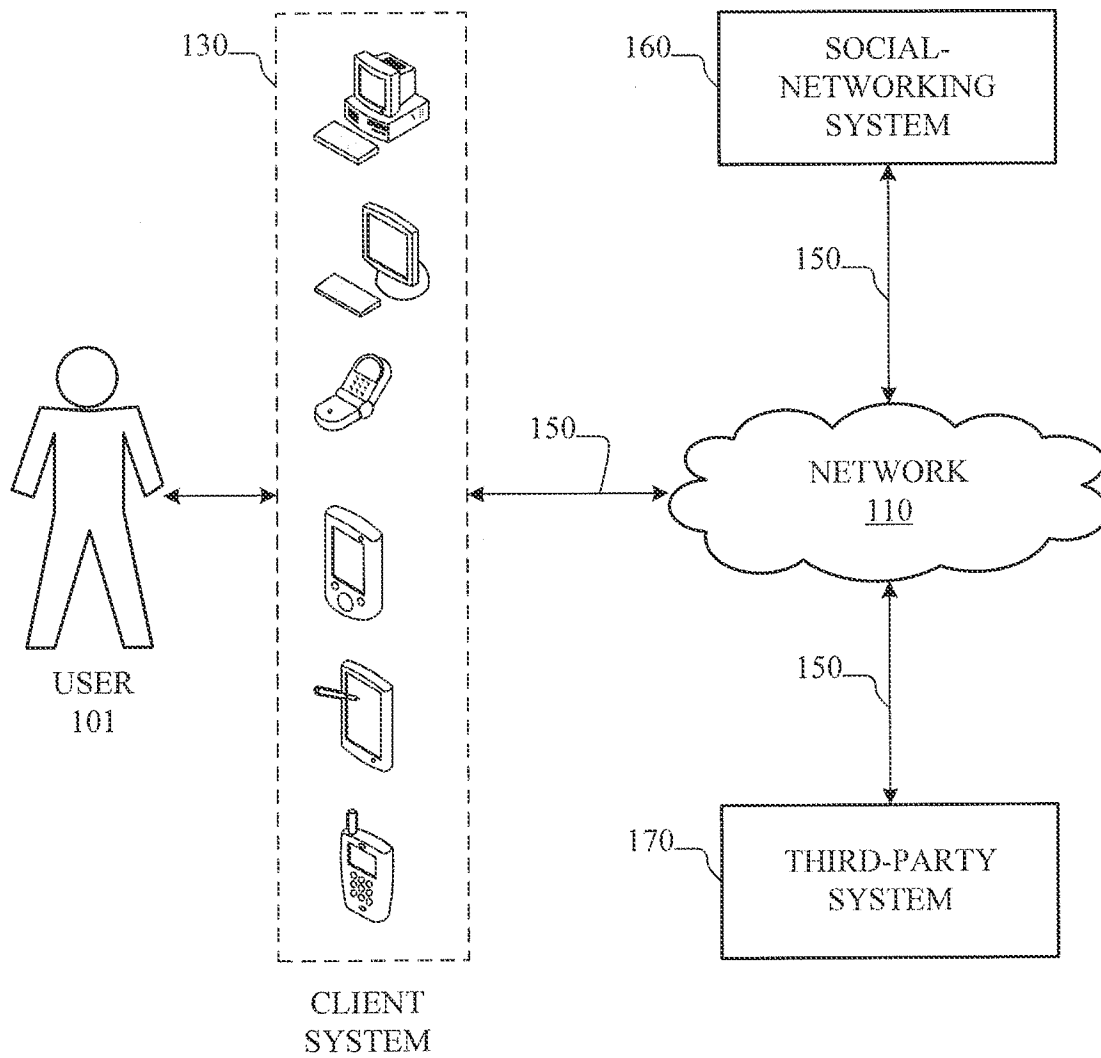 130
160
SOCIAL-
NETWORKING
SYSTEM
150
150
NETWORK
110
USER
101
150
170
THIRD-PARTY
SYSTEM
CLIENT
SYSTEM